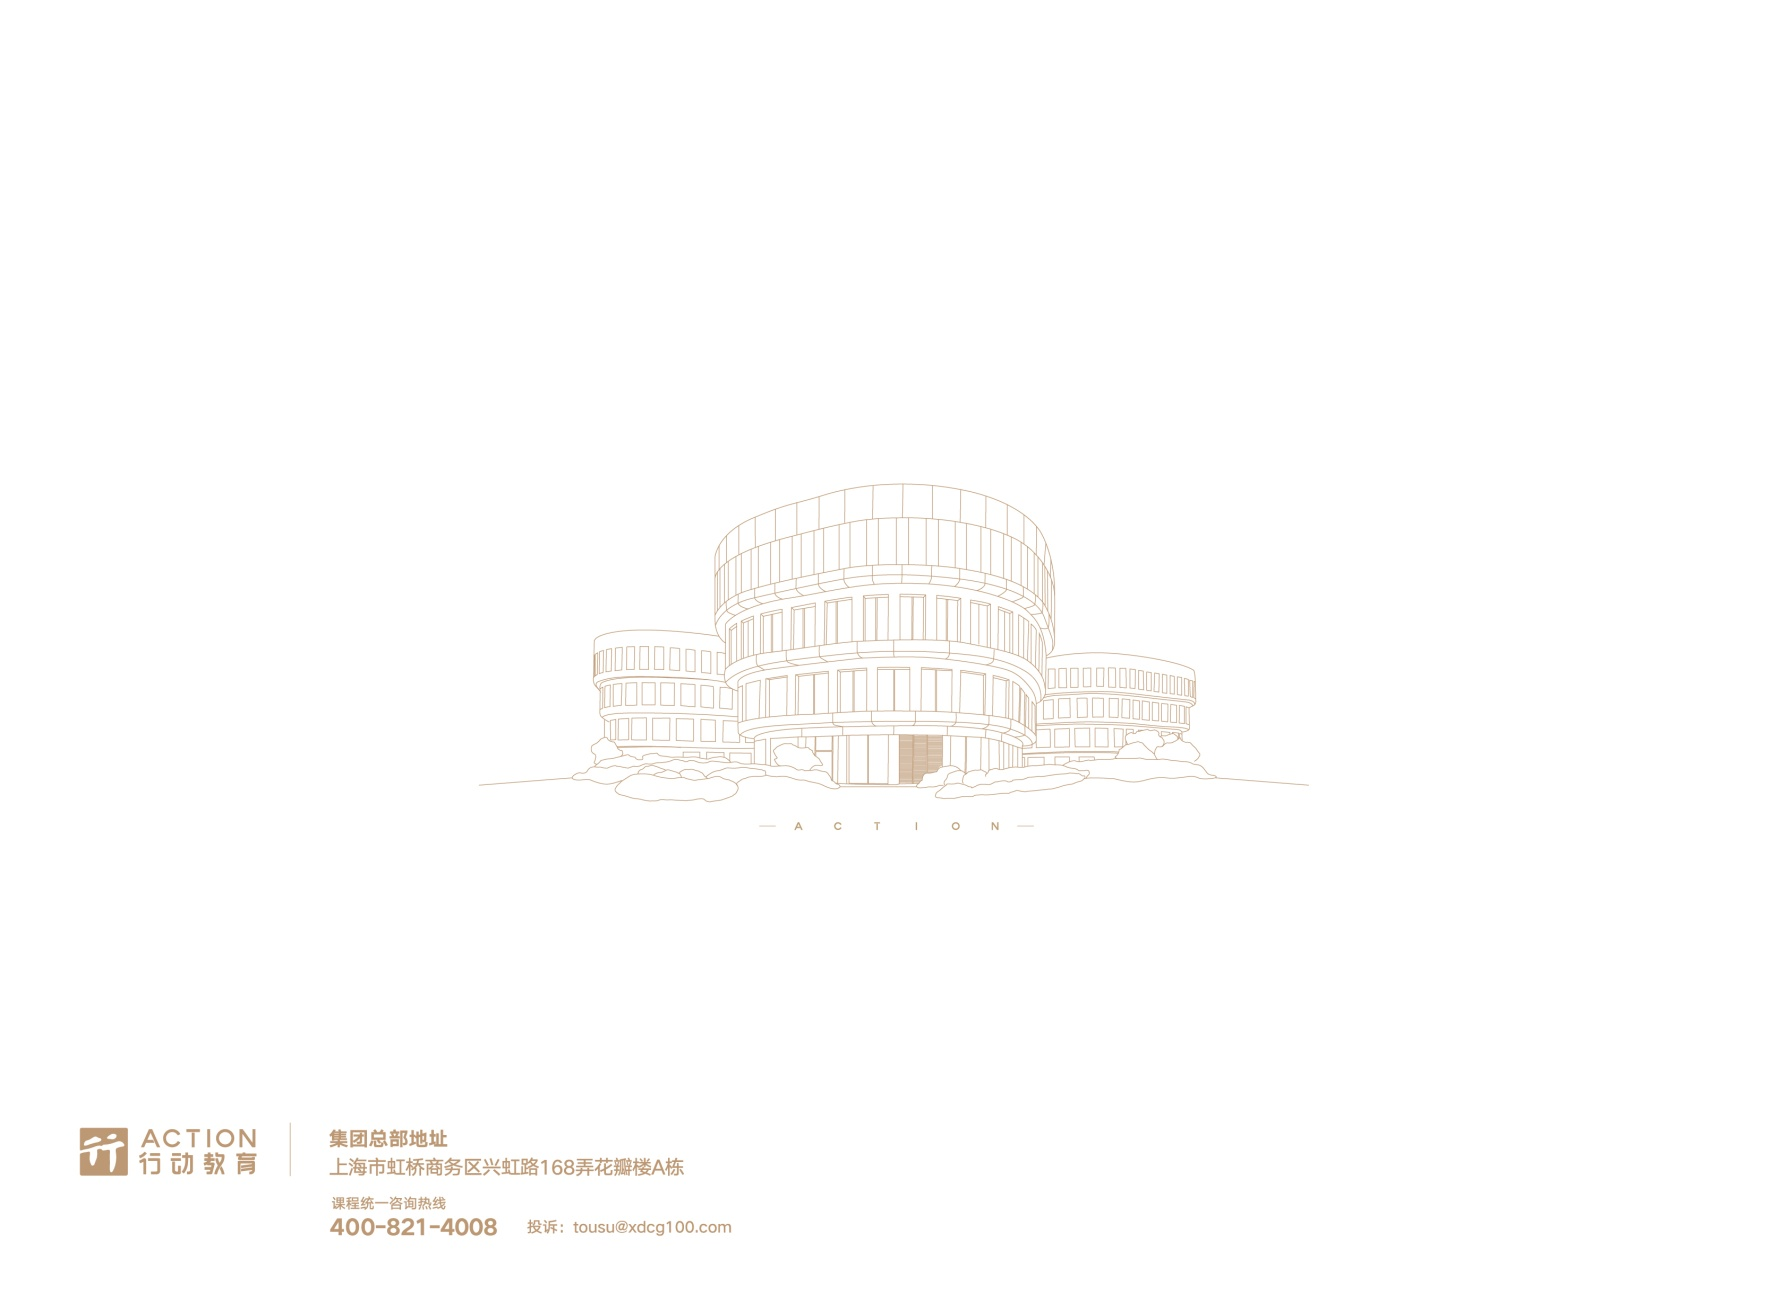 — A C T I O N —
ACTION
行动教育
集团总部地址
上海市虹桥商务区兴虹路168弄花瓣楼A栋
课程统一咨询热线
400-821-4008 投诉：tousu@xdcg100.com